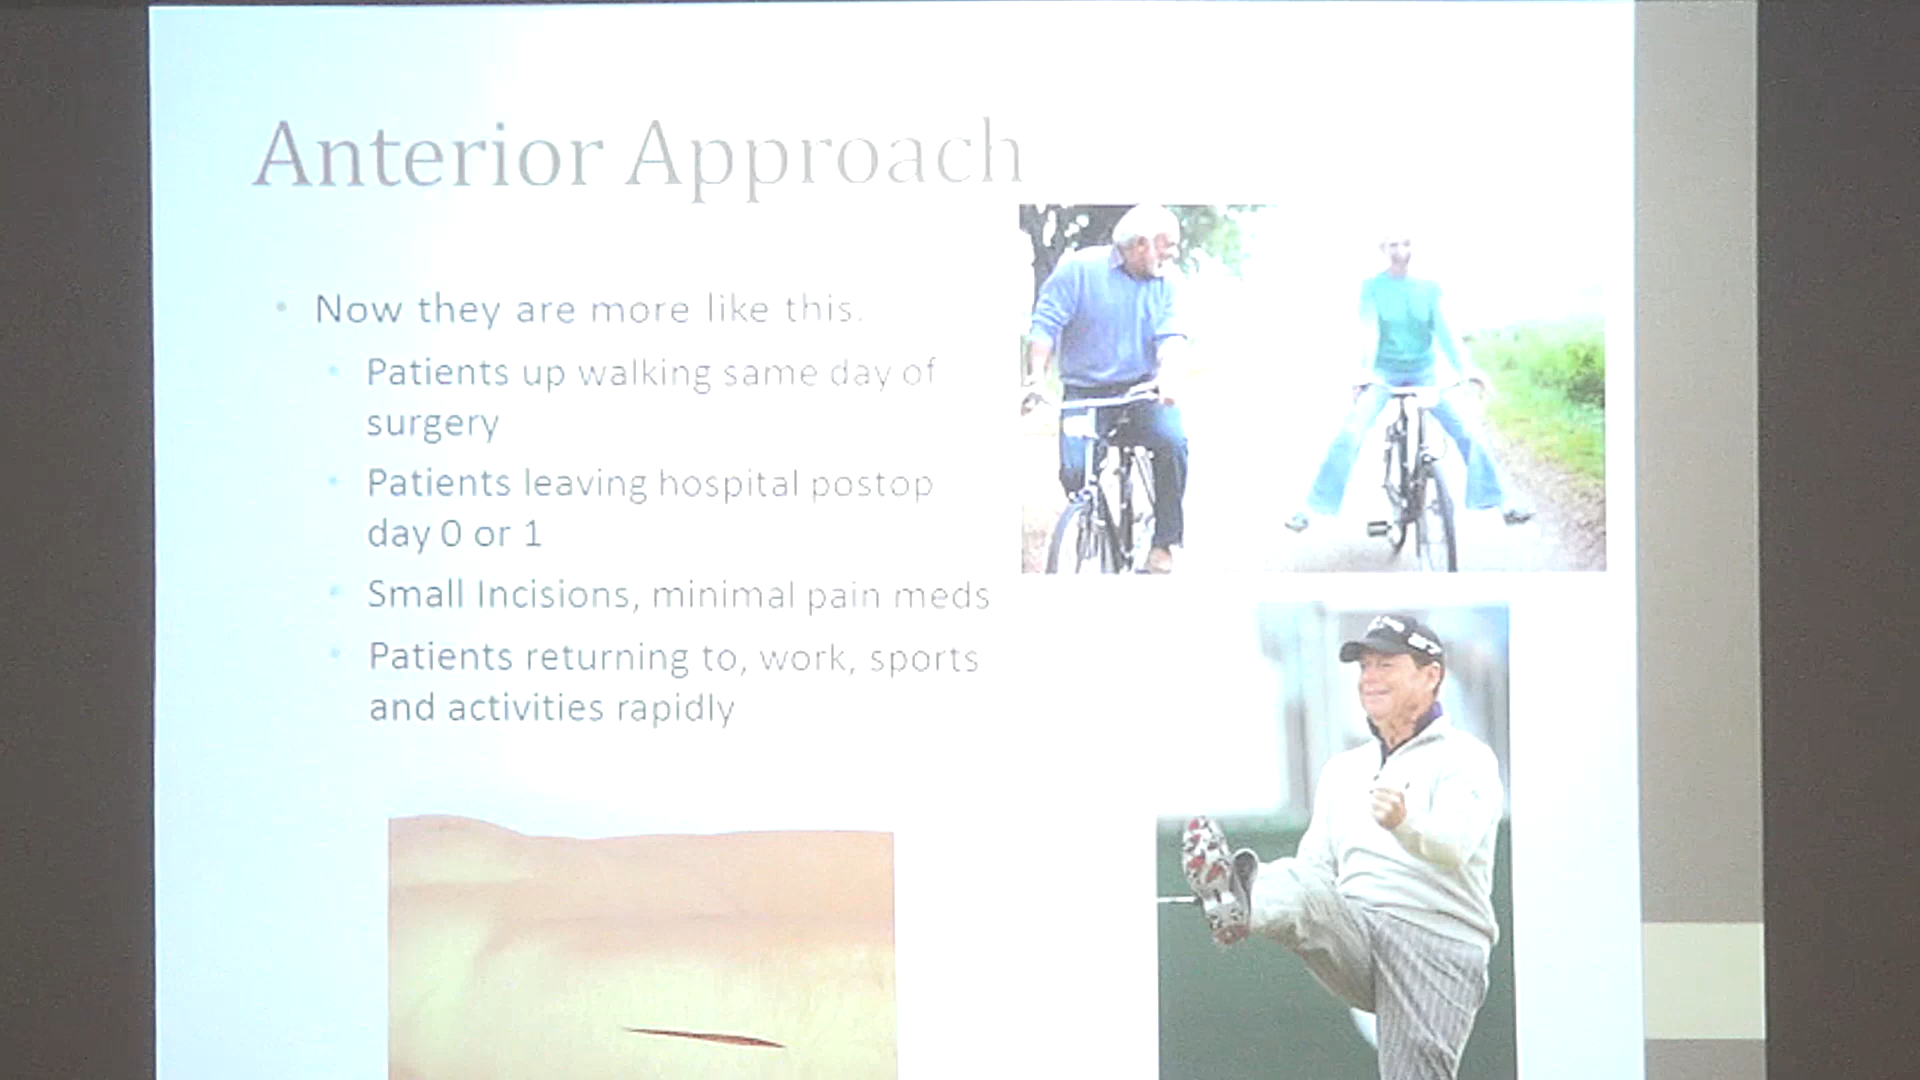 Anterior Approach
Now they are more like this.
Patients up walking same day of
surgery
Patients leaving hospital postop
day 0 or 1
Small Incisions, minimal pain meds
Patients returning to, work, sports
and activities rapidly